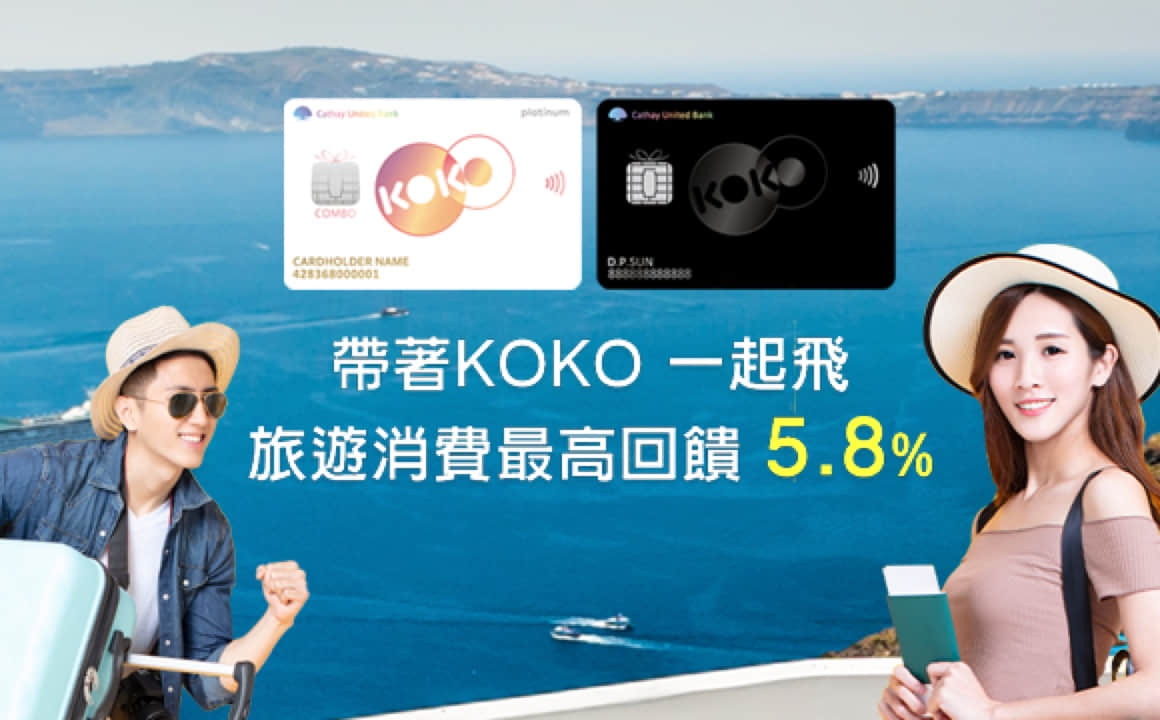 Cathay United Bank
platinum
KOKO
COMBO
CARDHOLDER NAME
428368000001
Cathay United Bank
KOKO
D.P.SUN
888888888888
帶著KOKO 一起飛
旅遊消費最高回饋 5.8%